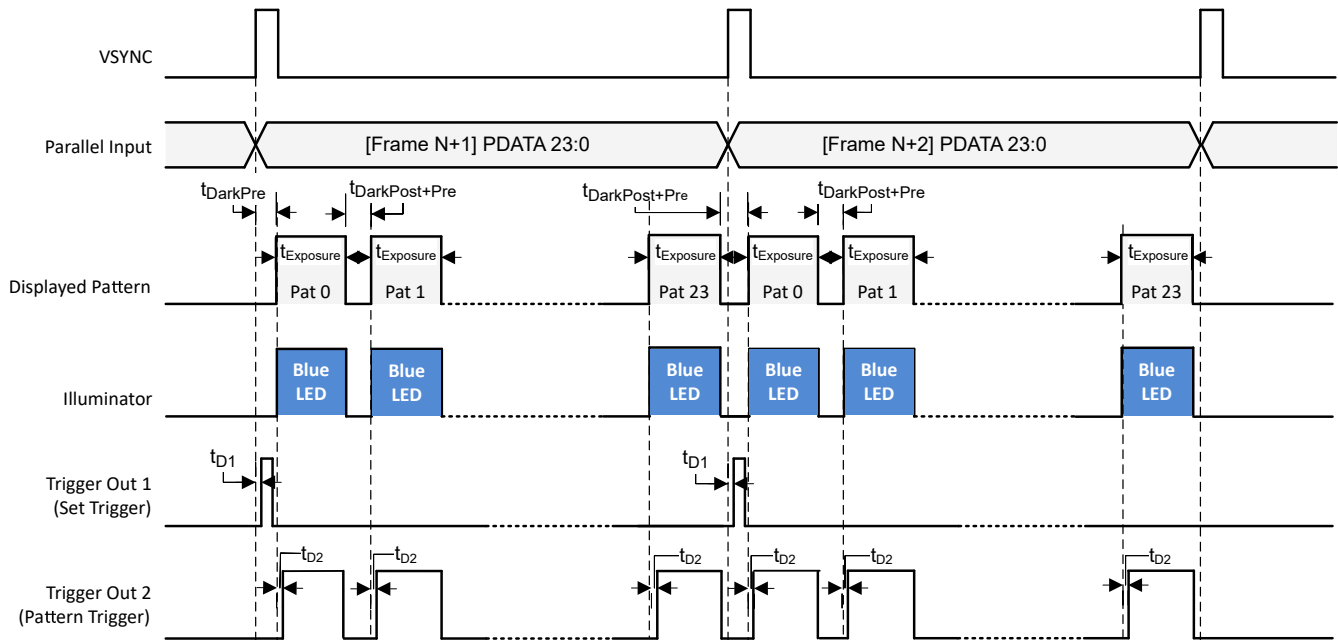 VSYNC
Parallel Input
[Frame N+1] PDATA 23:0
[Frame N+2] PDATA 23:0
tDarkPre
tDarkPost+Pre
tDarkPost+Pre
tDarkPost+Pre
Displayed Pattern
tExposure
Pat 0
tExposure
Pat 1
tExposure
Pat 23
tExposure
Pat 0
tExposure
Pat 1
tExposure
Pat 23
Illuminator
Blue
LED
Blue
LED
Blue
LED
Blue
LED
Blue
LED
Blue
LED
Trigger Out 1
(Set Trigger)
tD1
tD1
Trigger Out 2
(Pattern Trigger)
tD2
tD2
tD2
tD2
tD2
tD2